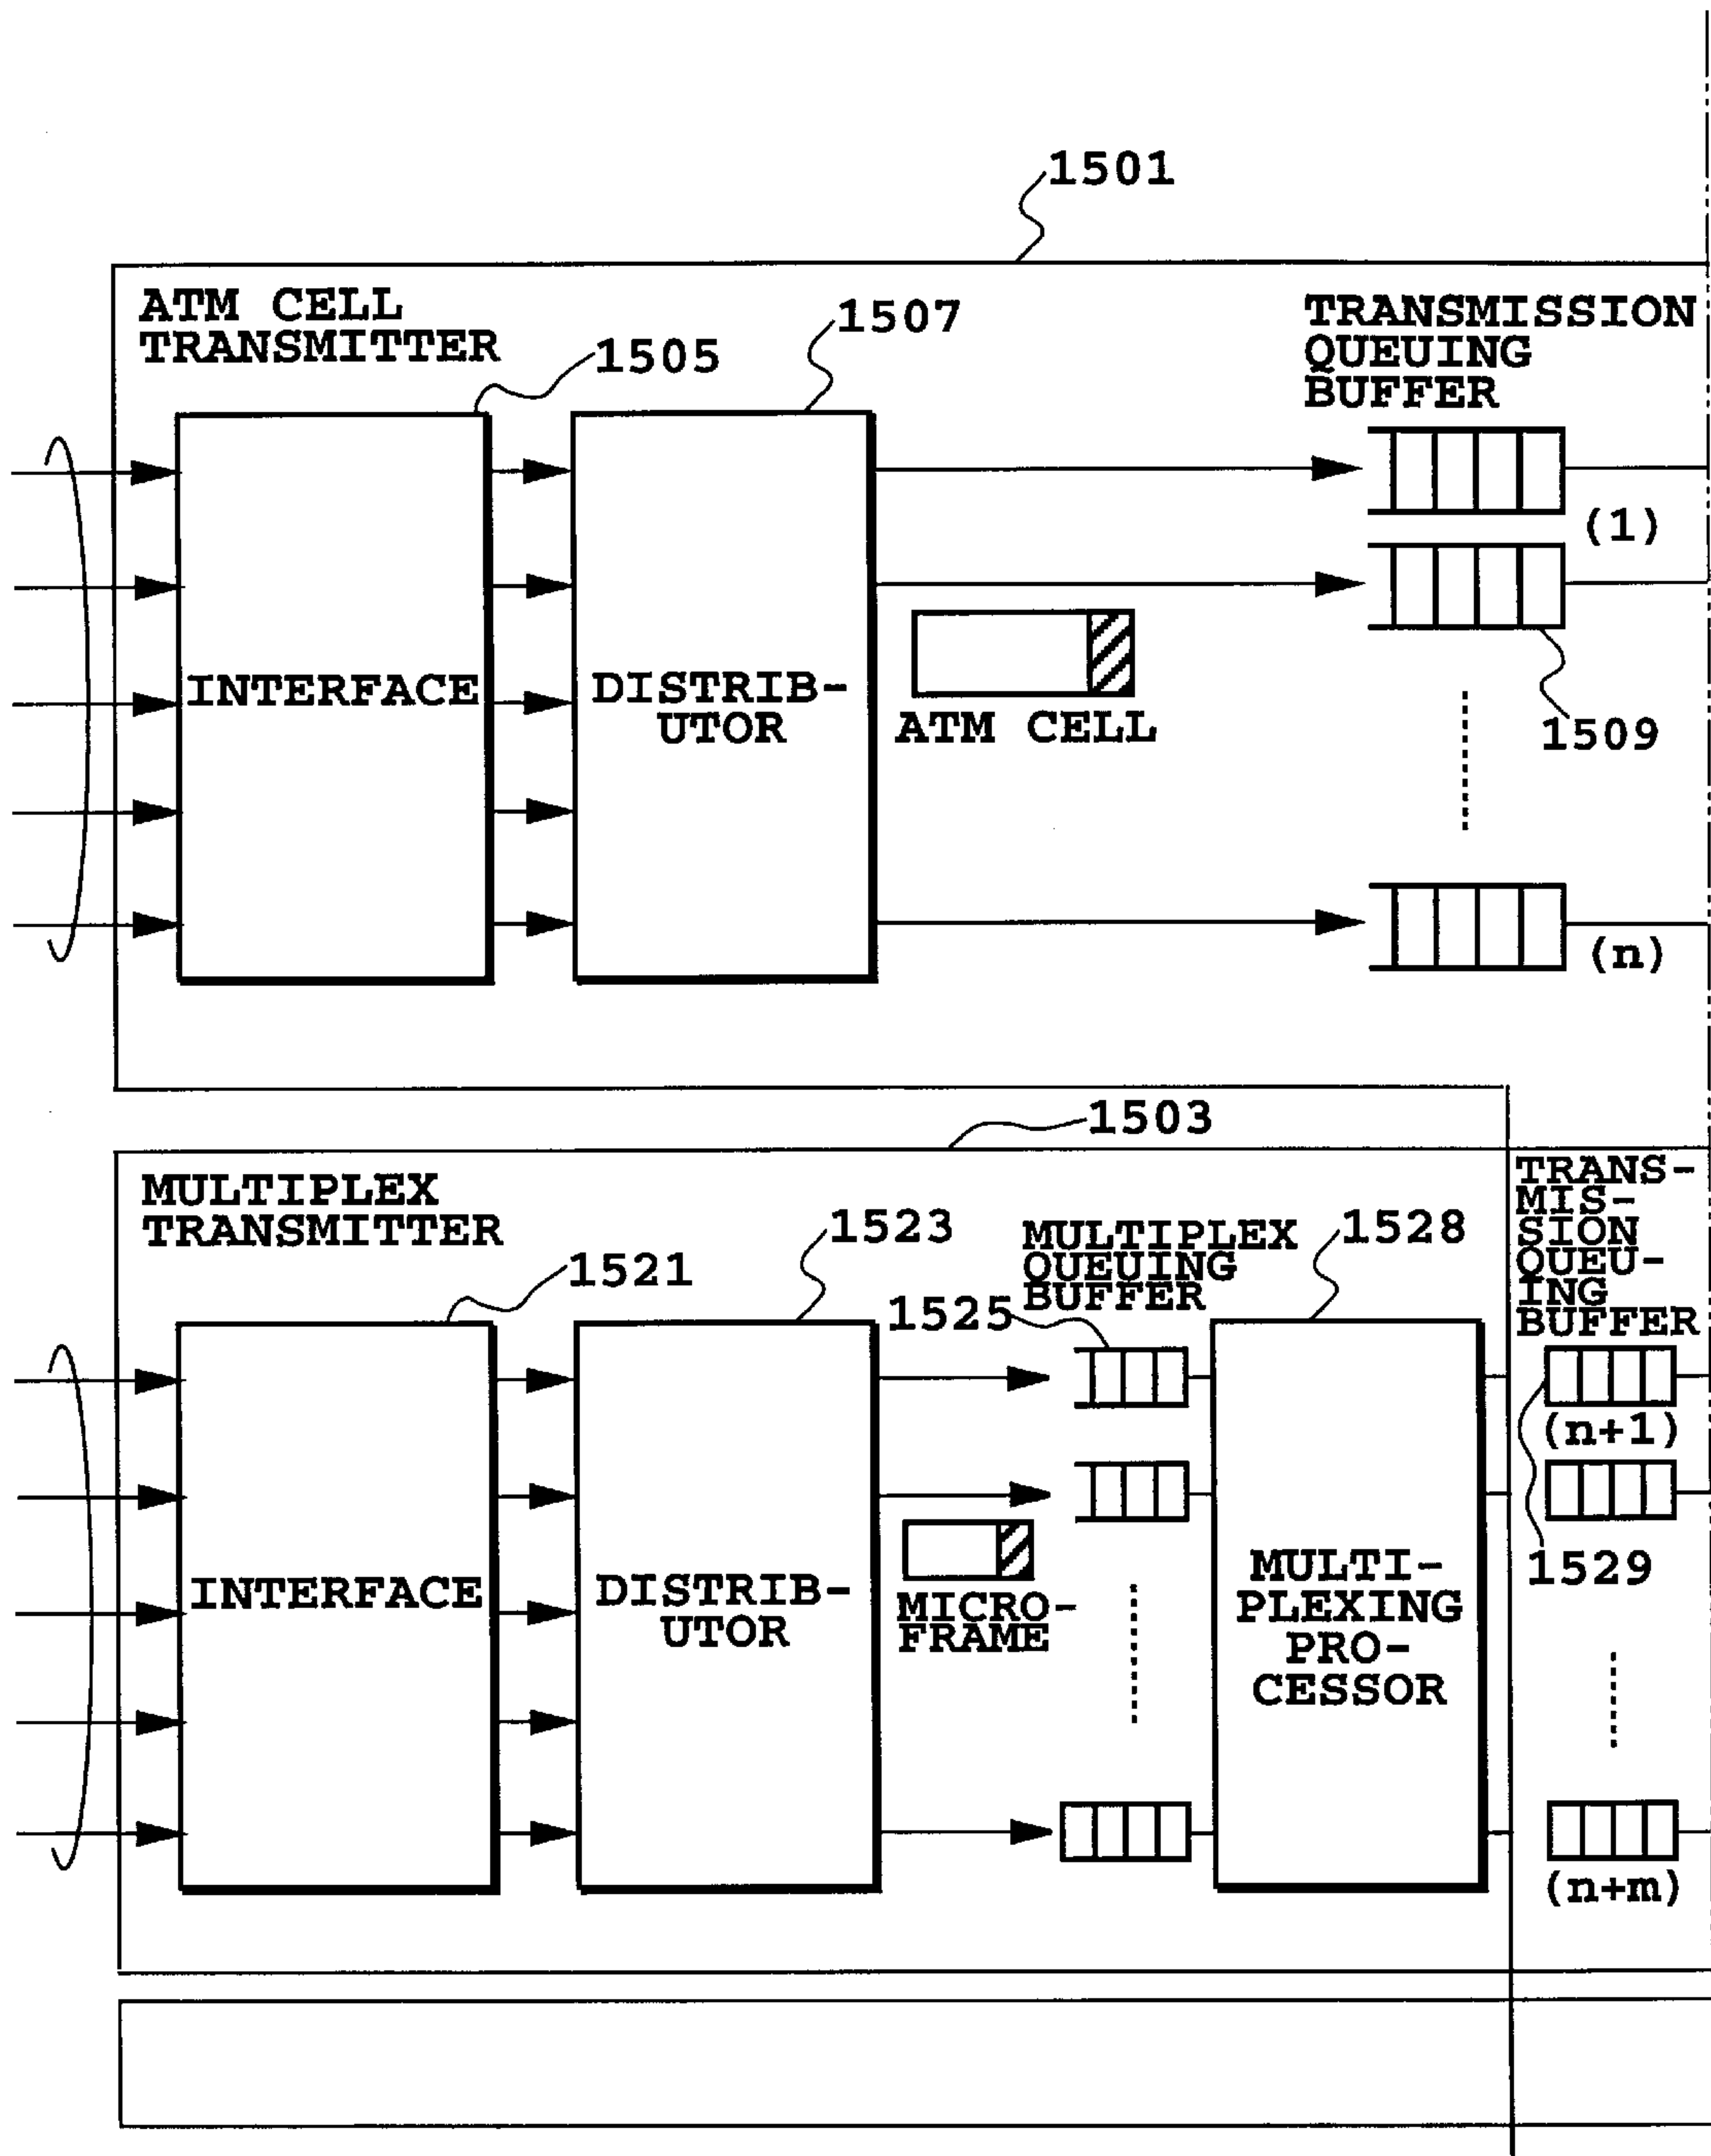 1501
ATM CELL
TRANSMITTER
1505
1507
TRANSMISSION
QUEUING
BUFFER
(1)
INTERFACE
DISTRIB-
UTOR
ATM CELL
1509
(n)
1503
MULTIPLEX
TRANSMITTER
1521
1523
MULTIPLEX
QUEUING
BUFFER
1525
1528
TRANS-
MIS-
SION
QUEU-
ING
BUFFER
(n+1)
1529
INTERFACE
DISTRIB-
UTOR
MICRO-
FRAME
MULTI-
PLEXING
PRO-
CESSOR
(n+m)